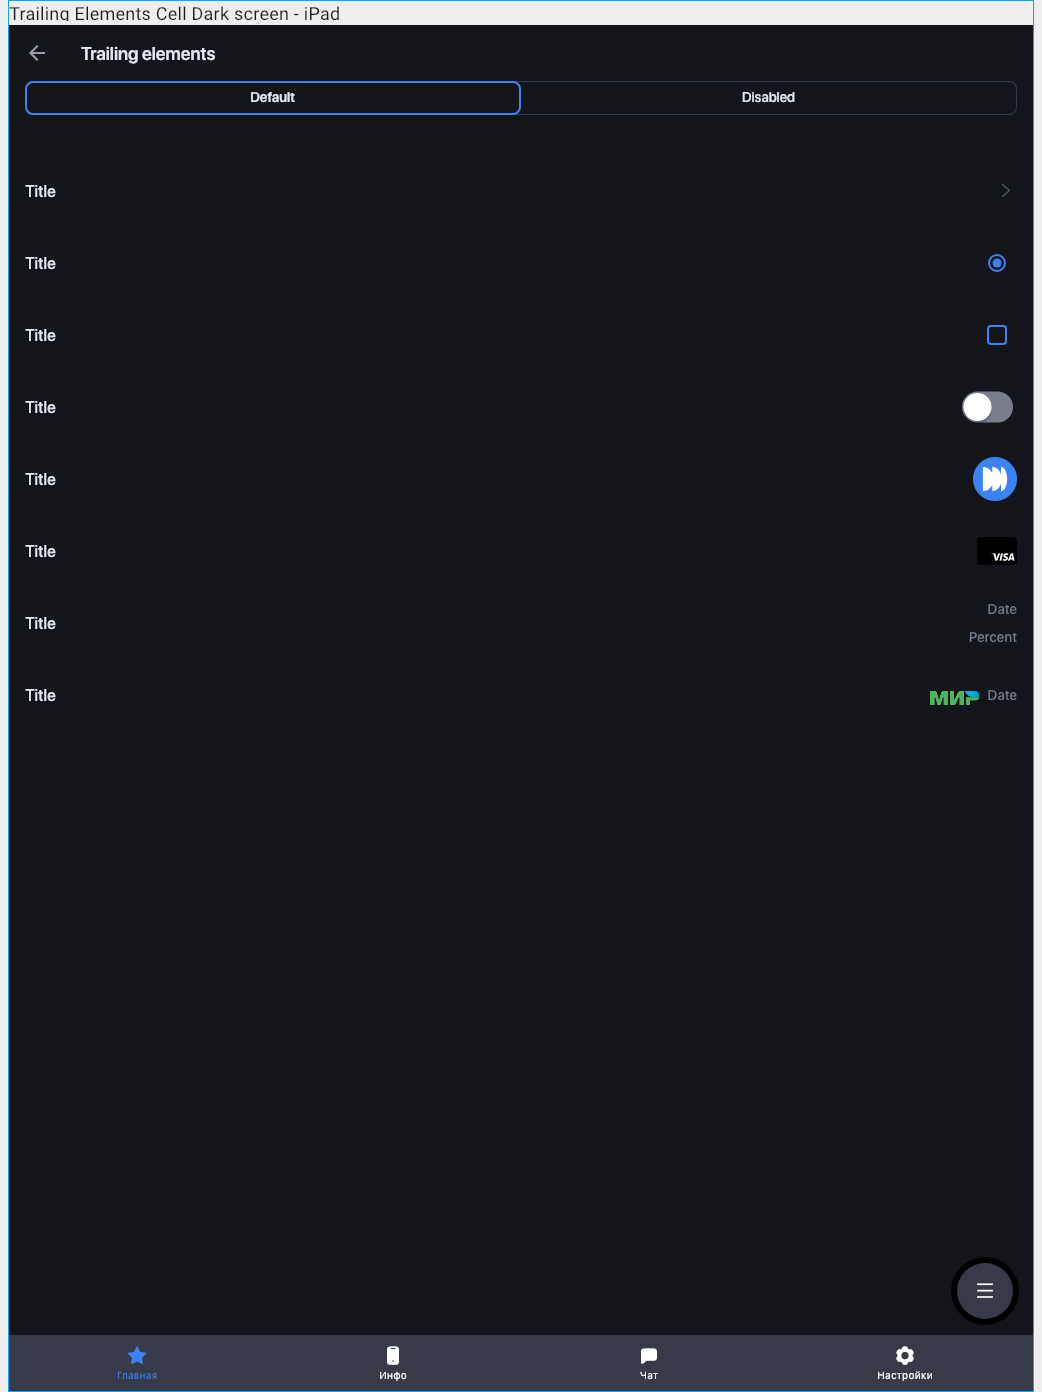 Trailing Elements Cell Dark screen - iPad
Trailing elements
Default
Disabled
Title
Title
Title
Title
Title
Title
VISA
Title
Date
Percent
Title
МИР Date
Главная
Инфо
Чат
Настройки